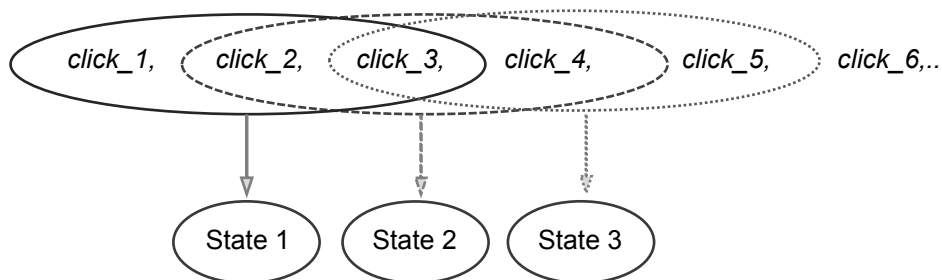 click_1, click_2, click_3, click_4, click_5, click_6,..
State 1 State 2 State 3